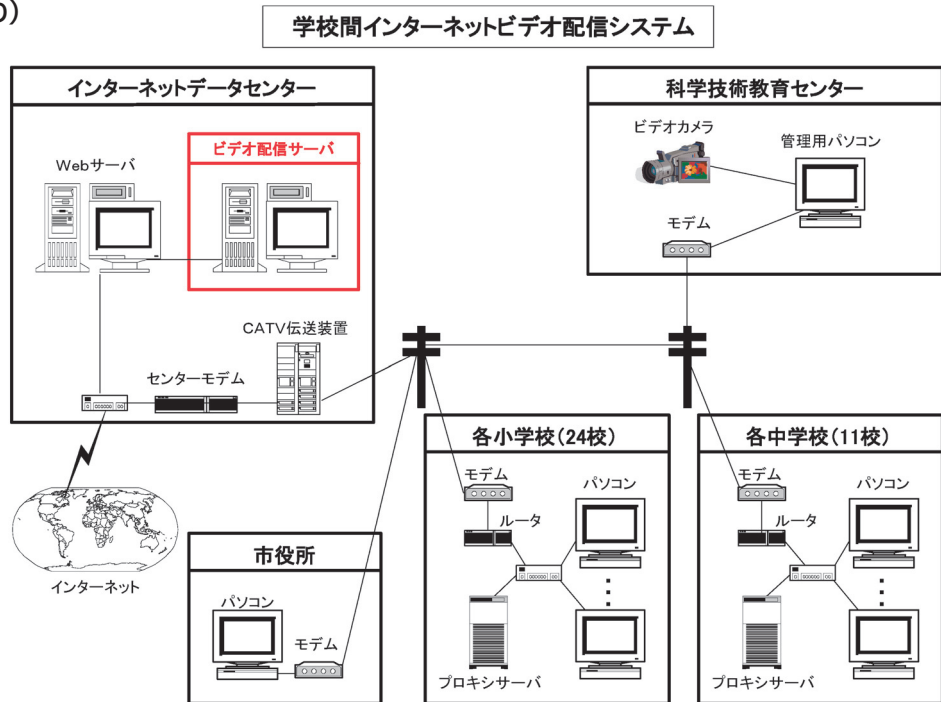 学校間インターネットビデオ配信システム
インターネットデータセンター
Webサーバ
ビデオ配信サーバ
CATV伝送装置
センターモデム
インターネット
科学技術教育センター
ビデオカメラ
管理用パソコン
モデム
市役所
パソコン
モデム
各小学校(24校)
モデム
パソコン
ルータ
プロキシサーバ
各中学校(11校)
モデム
パソコン
ルータ
プロキシサーバ